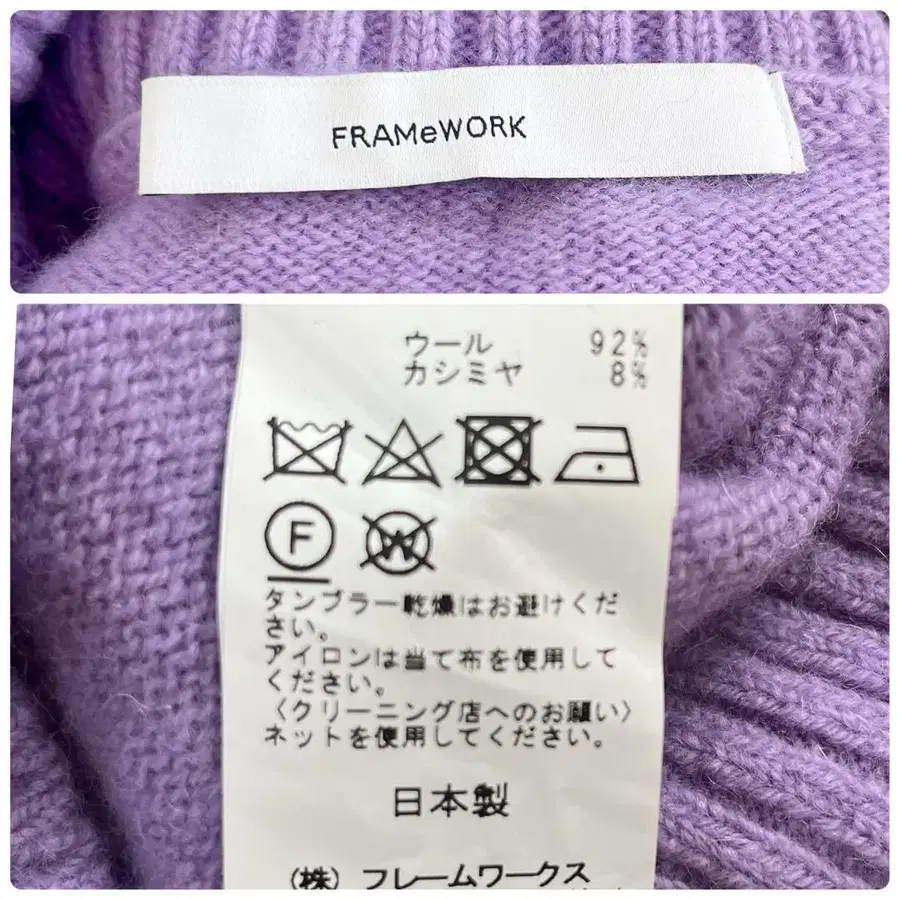 FRAMeWORK
ウール 92%
カシミヤ 8%
F W
タンブラー乾燥はお避けくだ
さい。
アイロンは当て布を使用して
ください。
〈クリーニング店へのお願い〉
ネットを使用してください。
日本製
(株) フレームワークス